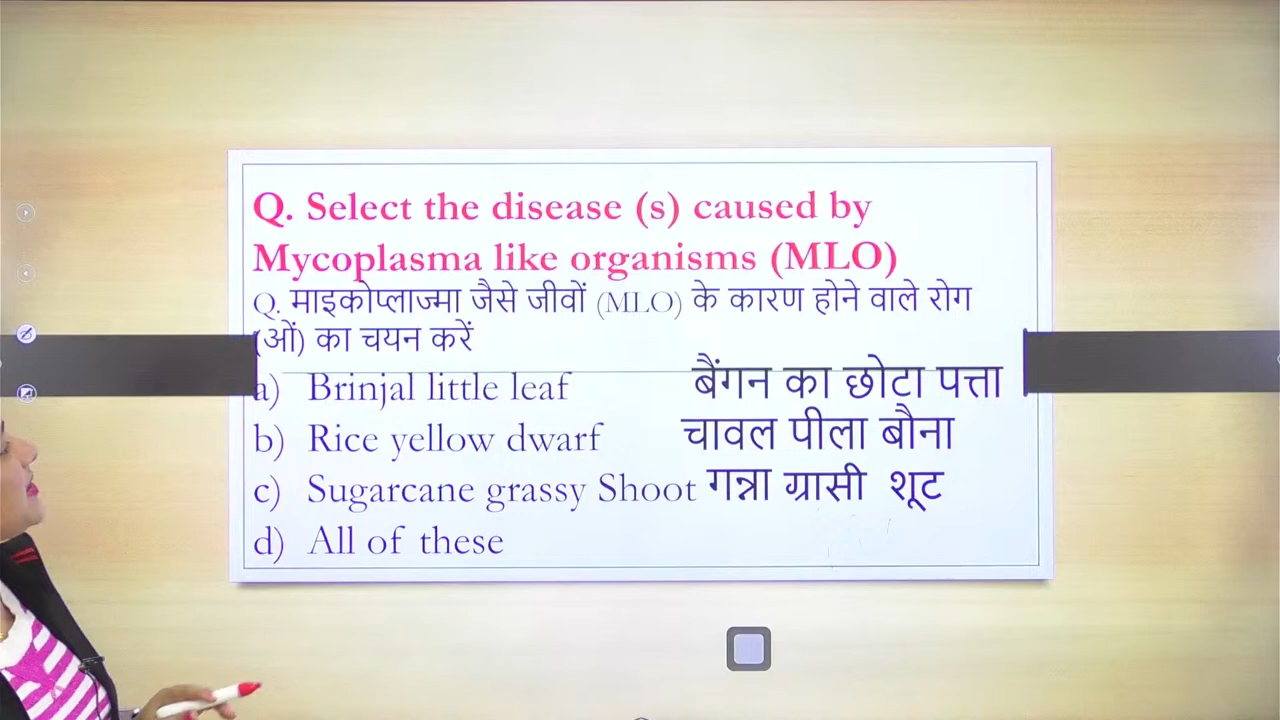 Q. Select the disease (s) caused by
Mycoplasma like organisms (MLO)
Q. माइकोप्लाज्मा जैसे जीवों (MLO) के कारण होने वाले रोग
(ओं) का चयन करें
a) Brinjal little leaf बैंगन का छोटा पत्ता
b) Rice yellow dwarf चावल पीला बौना
c) Sugarcane grassy Shoot गन्ना ग्रासी शूट
d) All of these